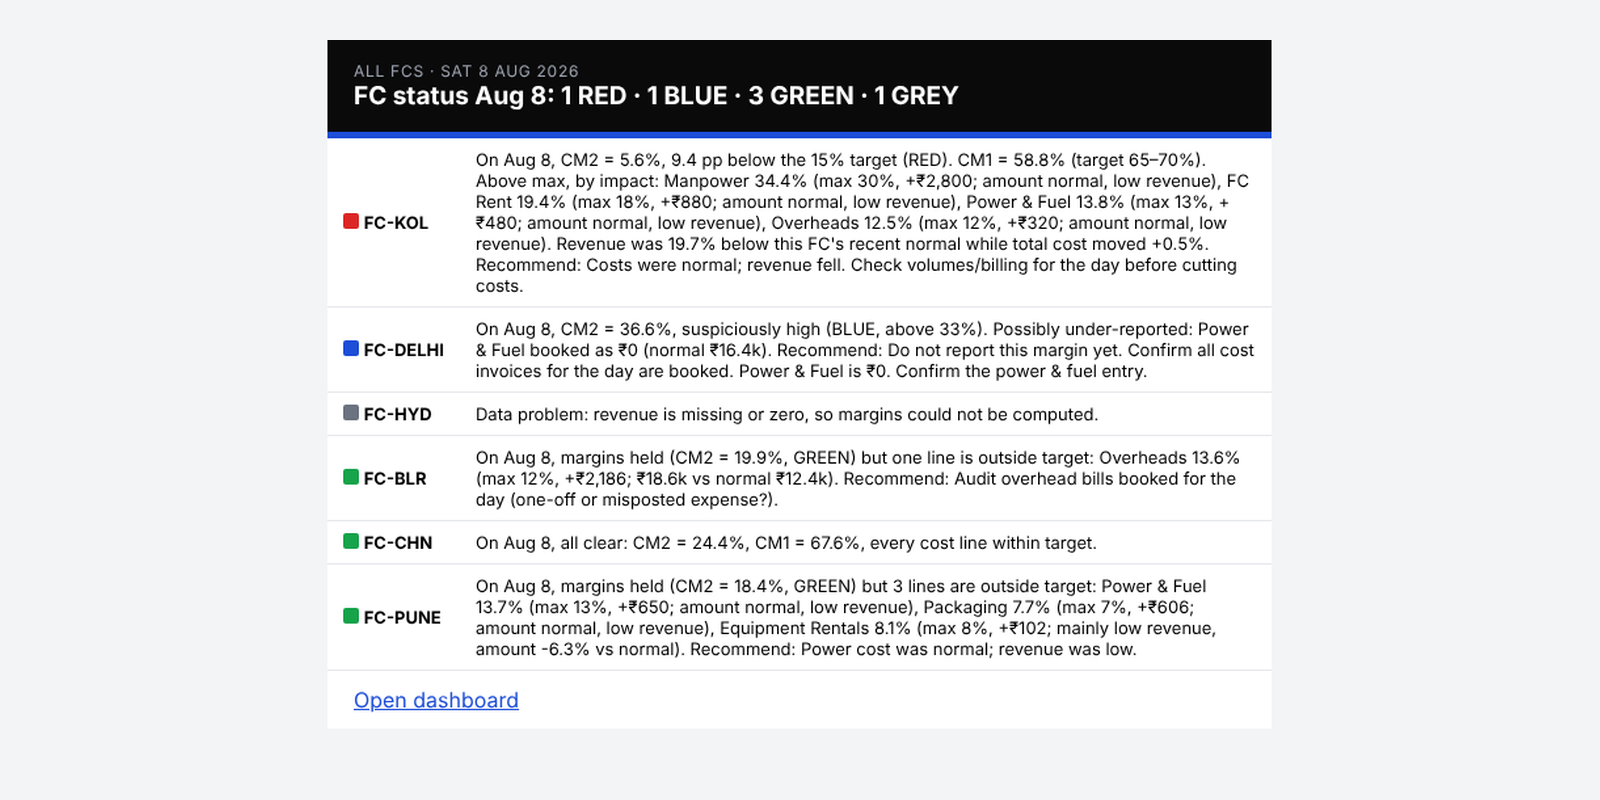 ALL FCS · SAT 8 AUG 2026
FC status Aug 8: 1 RED · 1 BLUE · 3 GREEN · 1 GREY
FC-KOL
On Aug 8, CM2 = 5.6%, 9.4 pp below the 15% target (RED). CM1 = 58.8% (target 65–70%).
Above max, by impact: Manpower 34.4% (max 30%, +₹2,800; amount normal, low revenue), FC
Rent 19.4% (max 18%, +₹880; amount normal, low revenue), Power & Fuel 13.8% (max 13%, +
₹480; amount normal, low revenue), Overheads 12.5% (max 12%, +₹320; amount normal, low
revenue). Revenue was 19.7% below this FC's recent normal while total cost moved +0.5%.
Recommend: Costs were normal; revenue fell. Check volumes/billing for the day before cutting
costs.
FC-DELHI
On Aug 8, CM2 = 36.6%, suspiciously high (BLUE, above 33%). Possibly under-reported: Power
& Fuel booked as ₹0 (normal ₹16.4k). Recommend: Do not report this margin yet. Confirm all cost
invoices for the day are booked. Power & Fuel is ₹0. Confirm the power & fuel entry.
FC-HYD
Data problem: revenue is missing or zero, so margins could not be computed.
FC-BLR
On Aug 8, margins held (CM2 = 19.9%, GREEN) but one line is outside target: Overheads 13.6%
(max 12%, +₹2,186; ₹18.6k vs normal ₹12.4k). Recommend: Audit overhead bills booked for the
day (one-off or misposted expense?).
FC-CHN
On Aug 8, all clear: CM2 = 24.4%, CM1 = 67.6%, every cost line within target.
FC-PUNE
On Aug 8, margins held (CM2 = 18.4%, GREEN) but 3 lines are outside target: Power & Fuel
13.7% (max 13%, +₹650; amount normal, low revenue), Packaging 7.7% (max 7%, +₹606;
amount normal, low revenue), Equipment Rentals 8.1% (max 8%, +₹102; mainly low revenue,
amount -6.3% vs normal). Recommend: Power cost was normal; revenue was low.
Open dashboard